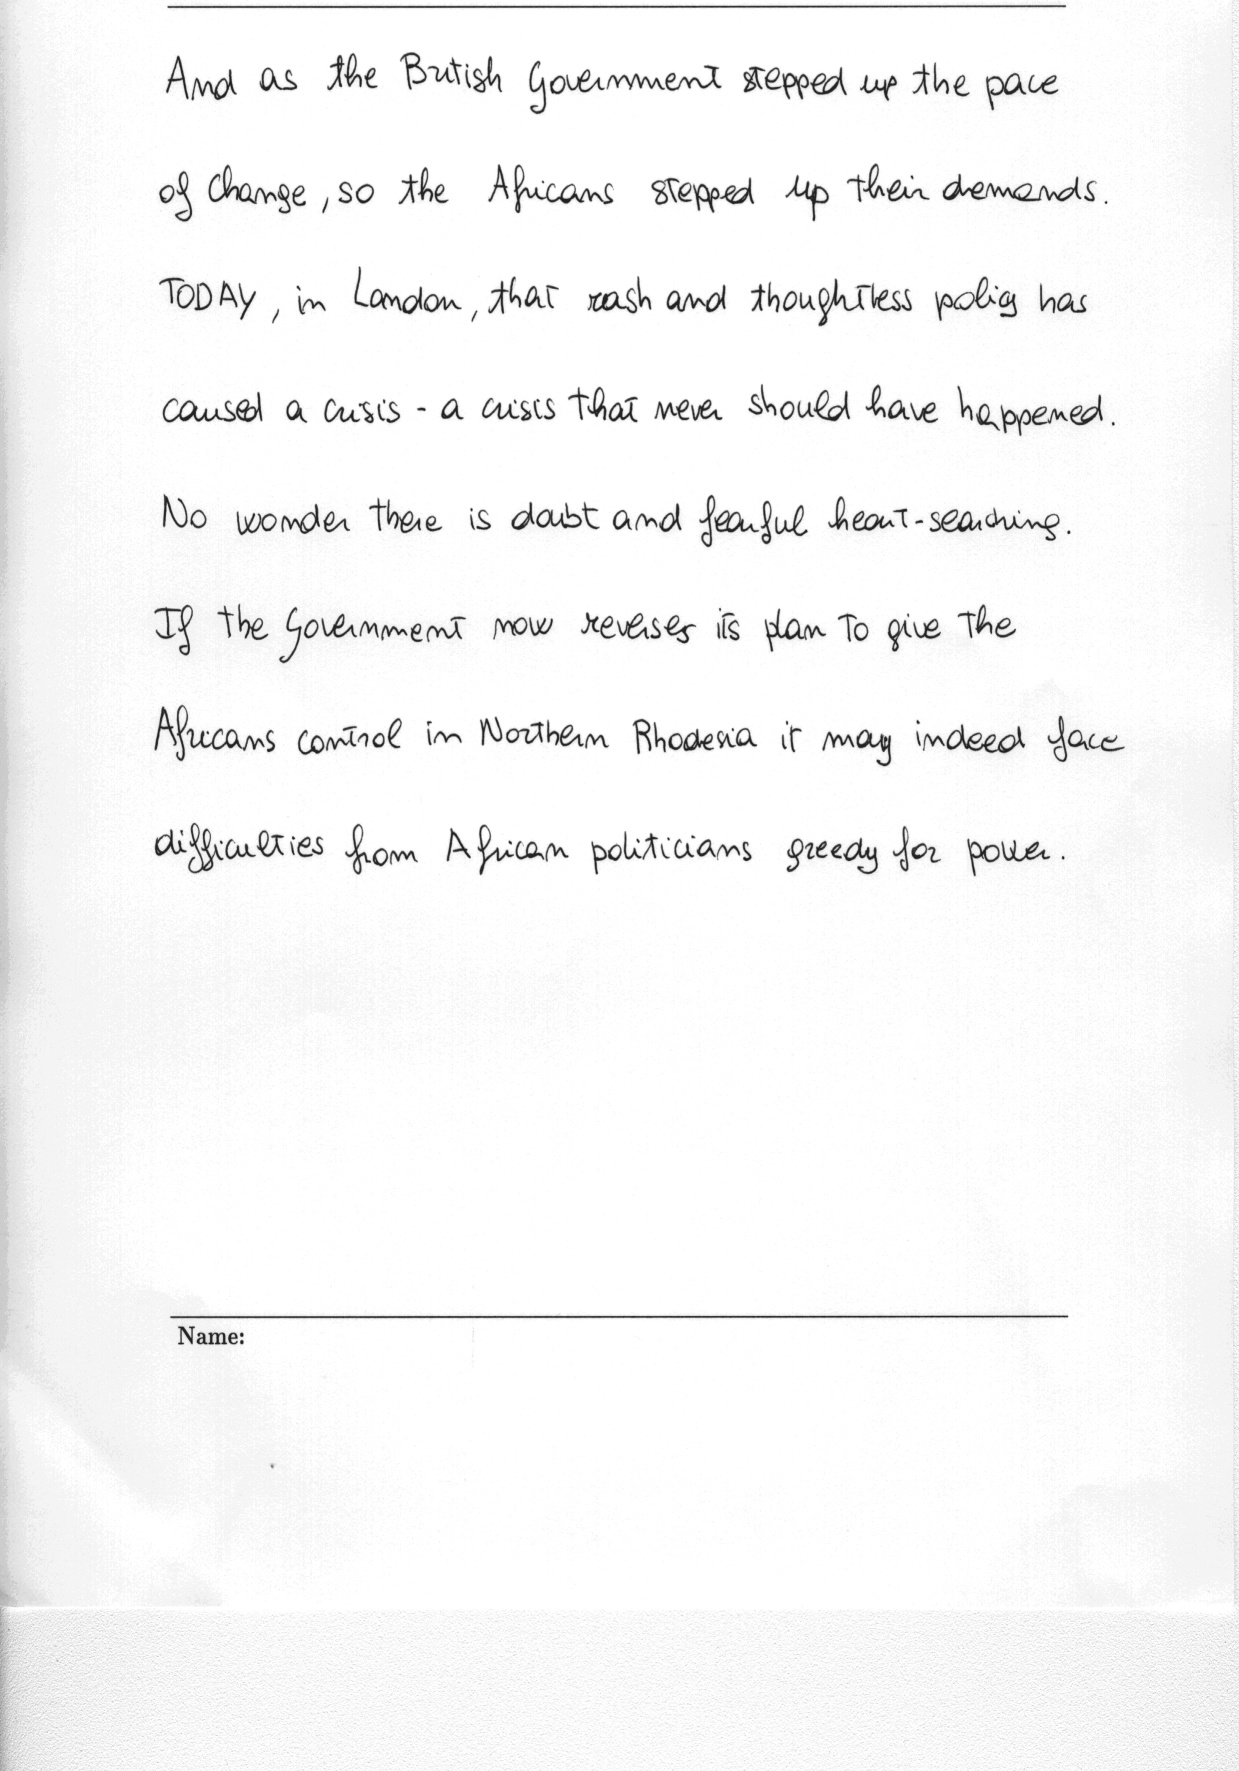 And as the British Government stepped up the pace
of change, so the Africans stepped up their demands.
TODAY, in London, that rash and thoughtless policy has
caused a crisis - a crisis that never should have happened.
No wonder there is doubt and fearful heart-searching.
If the Government now reverses its plan to give the
Africans control in Northern Rhodesia it may indeed face
difficulties from African politicians greedy for power.
Name: